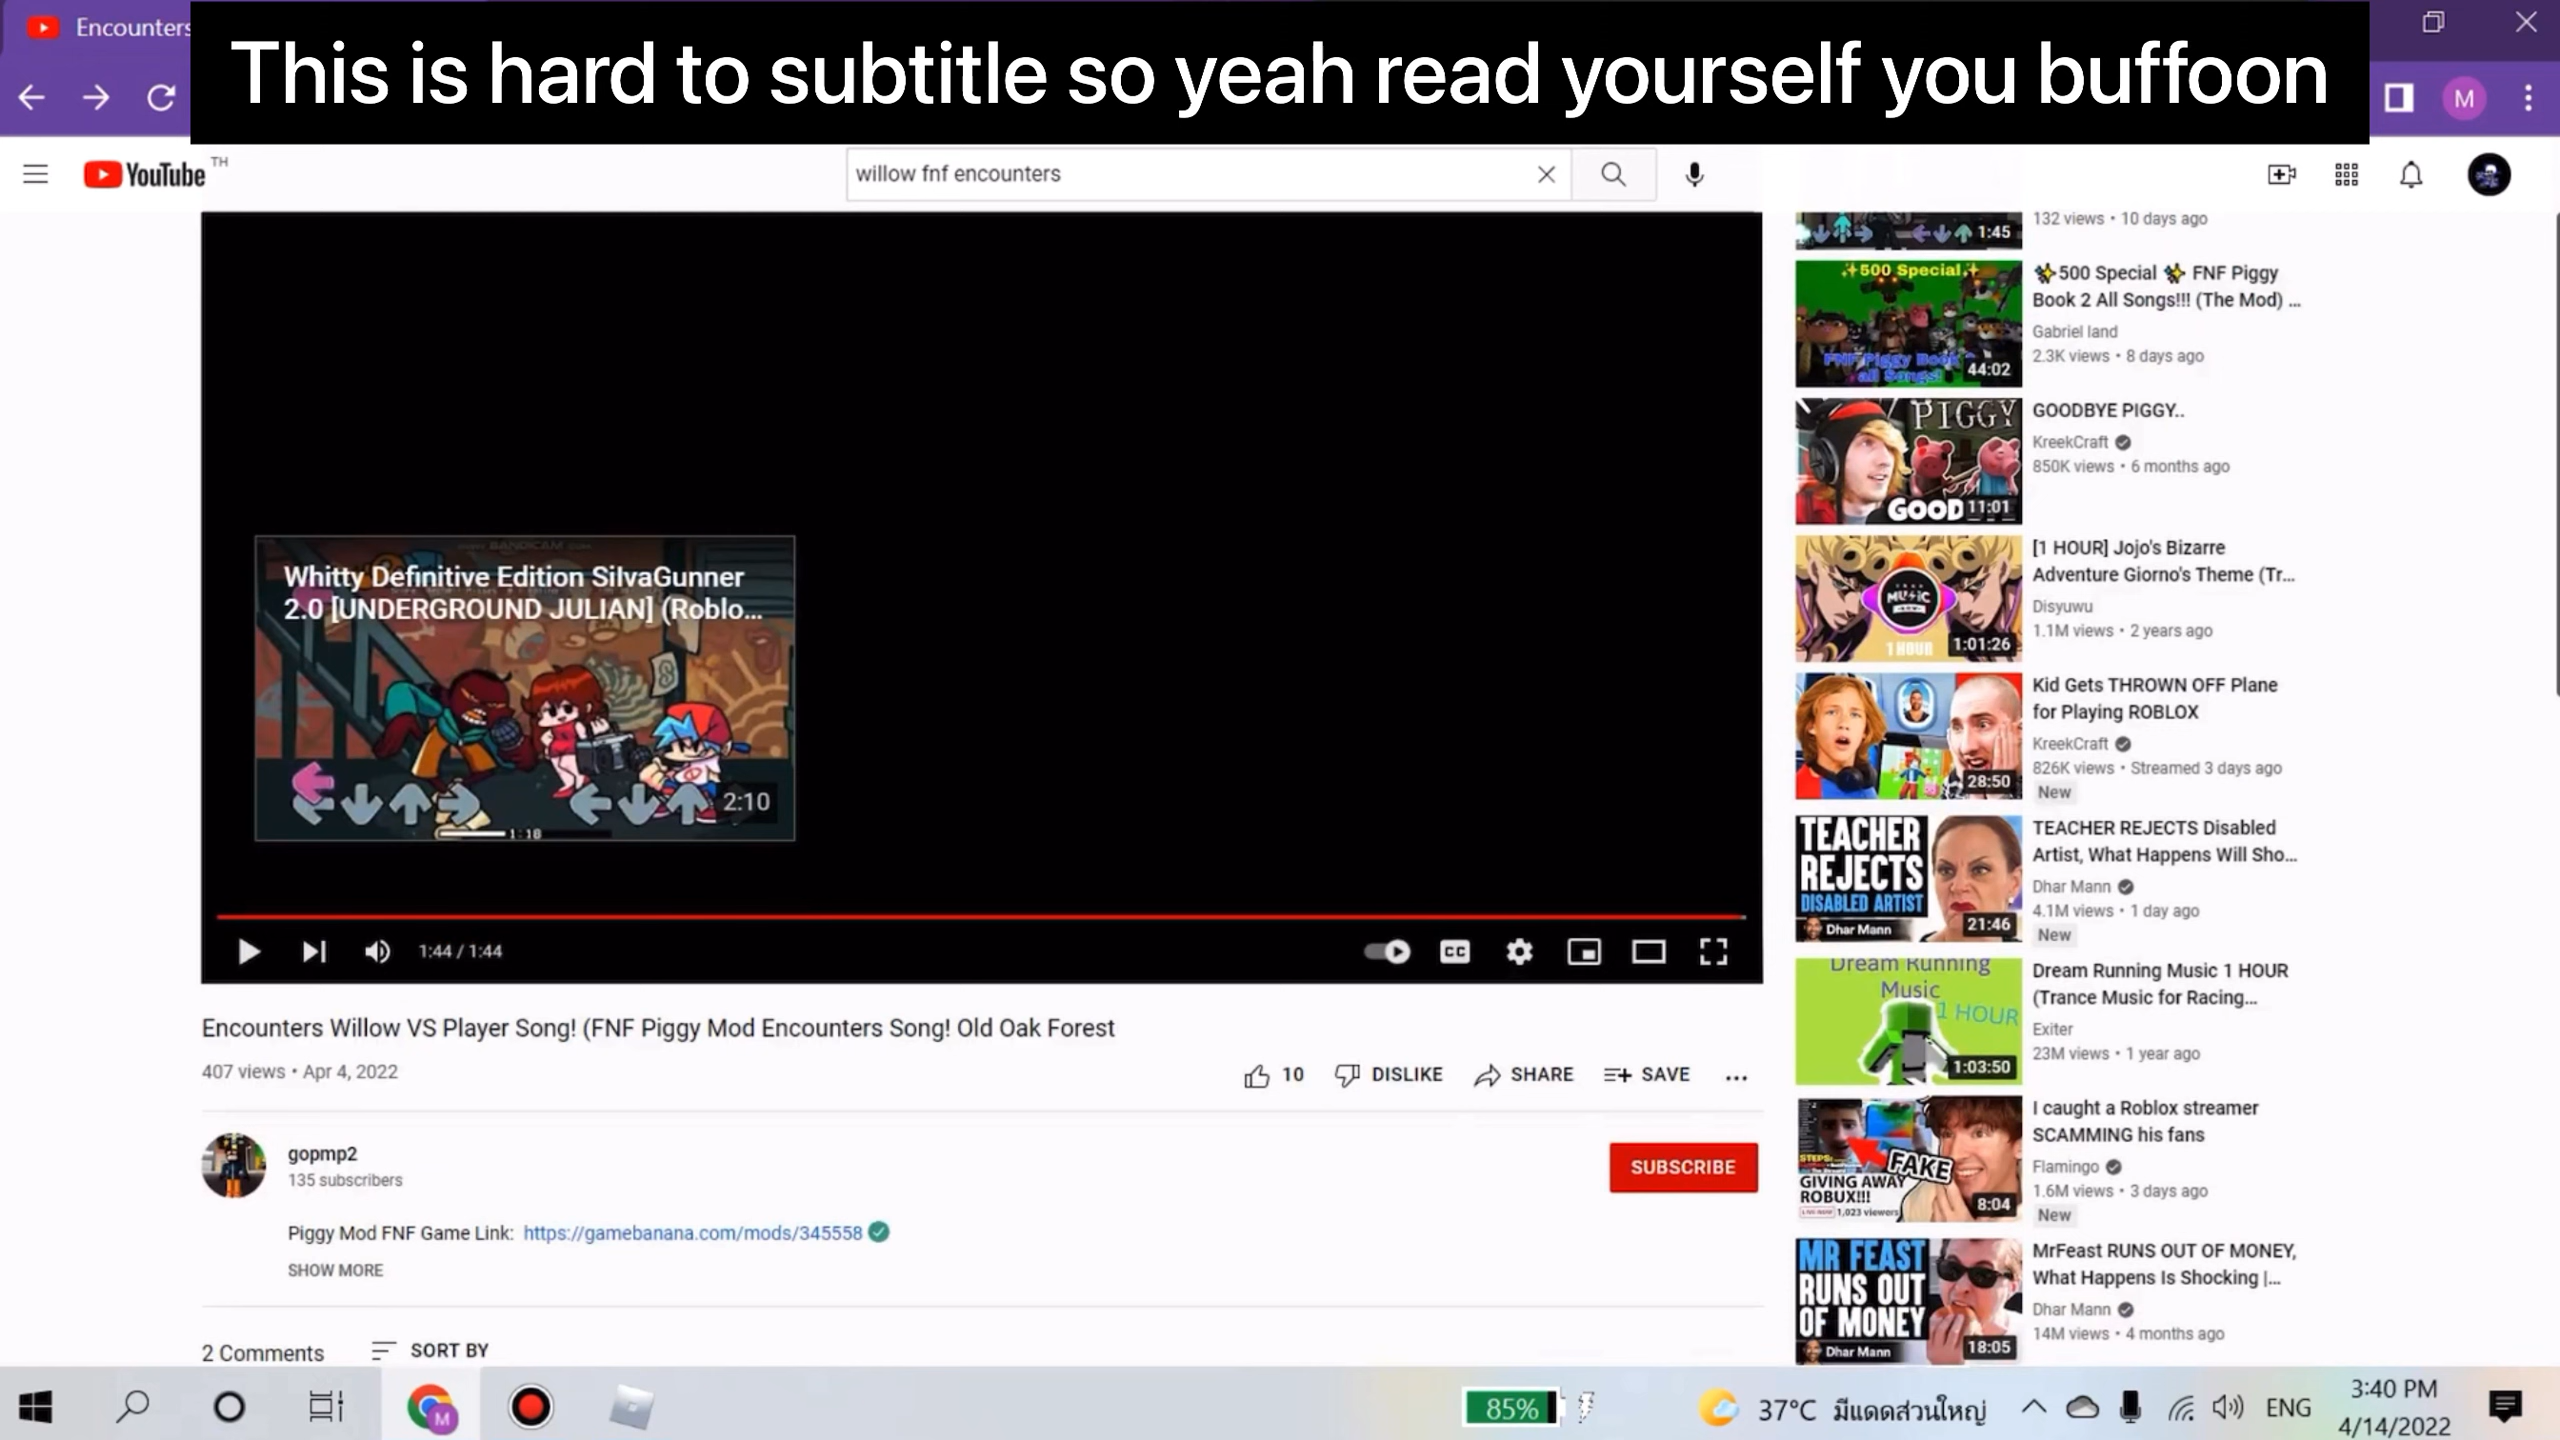 Encounters
This is hard to subtitle so yeah read yourself you buffoon
M
YouTube TH
willow fnf encounters
Whitty Definitive Edition SilvaGunner
2.0 [UNDERGROUND JULIAN] (Roblo...
2:10
1:18
1:44 / 1:44
CC
Encounters Willow VS Player Song! (FNF Piggy Mod Encounters Song! Old Oak Forest
407 views • Apr 4, 2022
10 DISLIKE SHARE SAVE ...
gopmp2
135 subscribers
SUBSCRIBE
Piggy Mod FNF Game Link: https://gamebanana.com/mods/345558
SHOW MORE
2 Comments SORT BY
1:45
132 views • 10 days ago
✨500 Special✨
FNF Piggy Book
all Songs!
44:02
✨500 Special ✨ FNF Piggy
Book 2 All Songs!!! (The Mod) ...
Gabriel land
2.3K views • 8 days ago
PIGGY
GOOD
11:01
GOODBYE PIGGY..
KreekCraft
850K views • 6 months ago
MUSIC
1 HOUR
1:01:26
[1 HOUR] Jojo's Bizarre
Adventure Giorno's Theme (Tr...
Disyuwu
1.1M views • 2 years ago
28:50
Kid Gets THROWN OFF Plane
for Playing ROBLOX
KreekCraft
826K views • Streamed 3 days ago
New
TEACHER
REJECTS
DISABLED ARTIST
Dhar Mann
21:46
TEACHER REJECTS Disabled
Artist, What Happens Will Sho...
Dhar Mann
4.1M views • 1 day ago
New
Dream Running
Music
1 HOUR
1:03:50
Dream Running Music 1 HOUR
(Trance Music for Racing...
Exiter
23M views • 1 year ago
STEPS:
FAKE
GIVING AWAY
ROBUX!!!
1,023 viewers
8:04
I caught a Roblox streamer
SCAMMING his fans
Flamingo
1.6M views • 3 days ago
New
MR FEAST
RUNS OUT
OF MONEY
Dhar Mann
18:05
MrFeast RUNS OUT OF MONEY,
What Happens Is Shocking |...
Dhar Mann
14M views • 4 months ago
M
85%
37°C มีแดดส่วนใหญ่
ENG
3:40 PM
4/14/2022